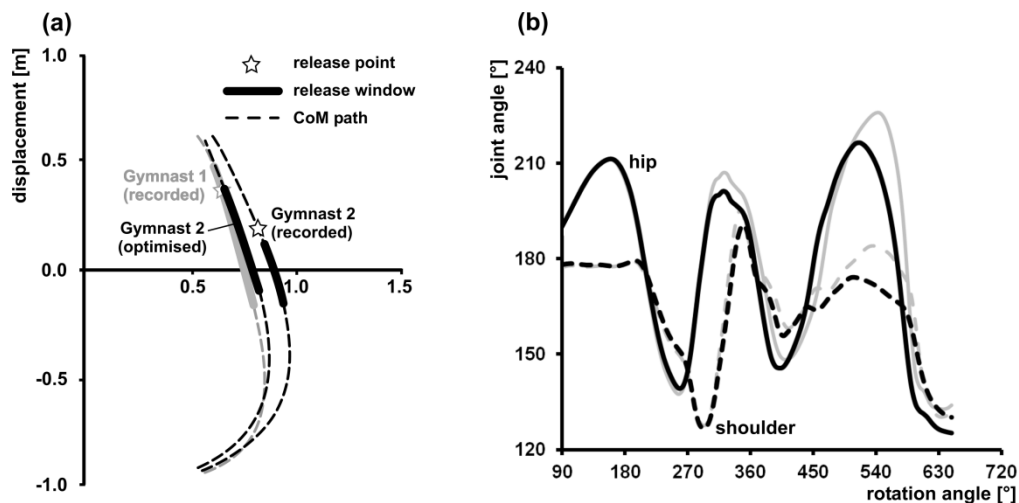 (a)
displacement [m]
1.0
0.5
0.0
-0.5
-1.0
0.5
1.0
1.5
release point
release window
CoM path
Gymnast 1
(recorded)
Gymnast 2
(optimised)
Gymnast 2
(recorded)
(b)
joint angle [°]
240
210
180
150
120
90
180
270
360
450
540
630
720
rotation angle [°]
hip
shoulder